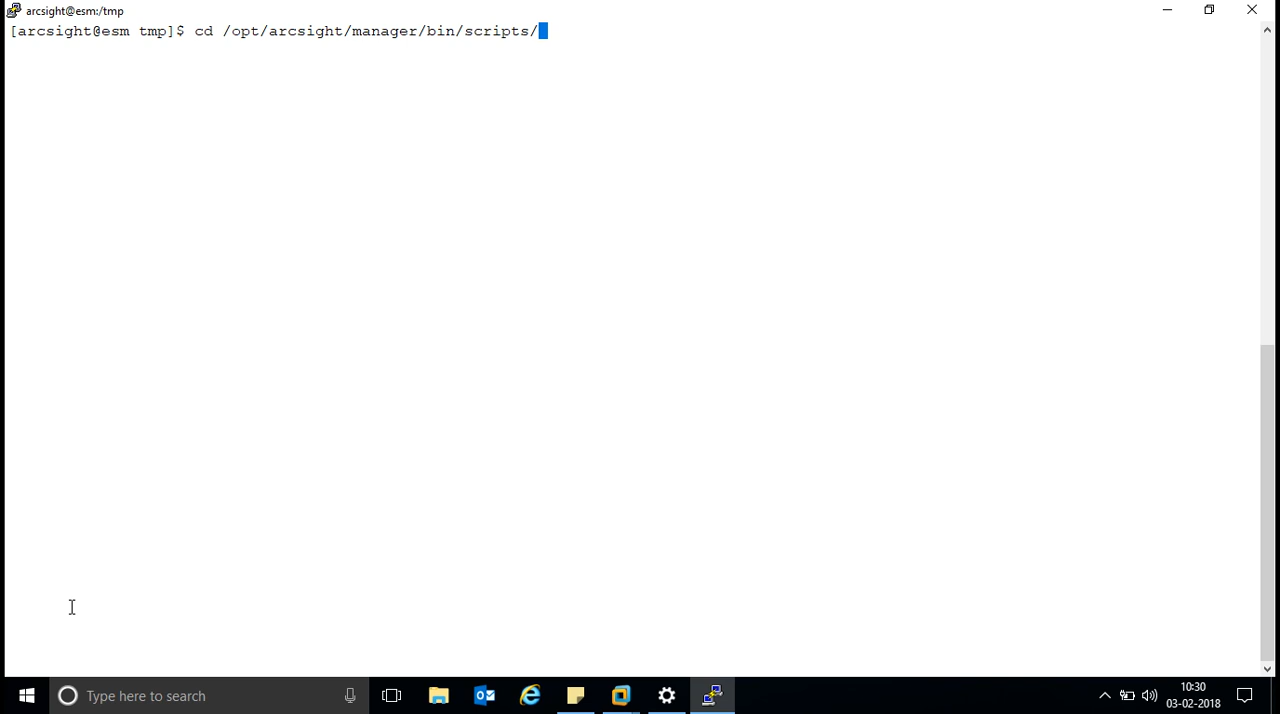 arcsight@esm:/tmp
[arcsight@esm tmp]$ cd /opt/arcsight/manager/bin/scripts/
Type here to search
10:30
03-02-2018